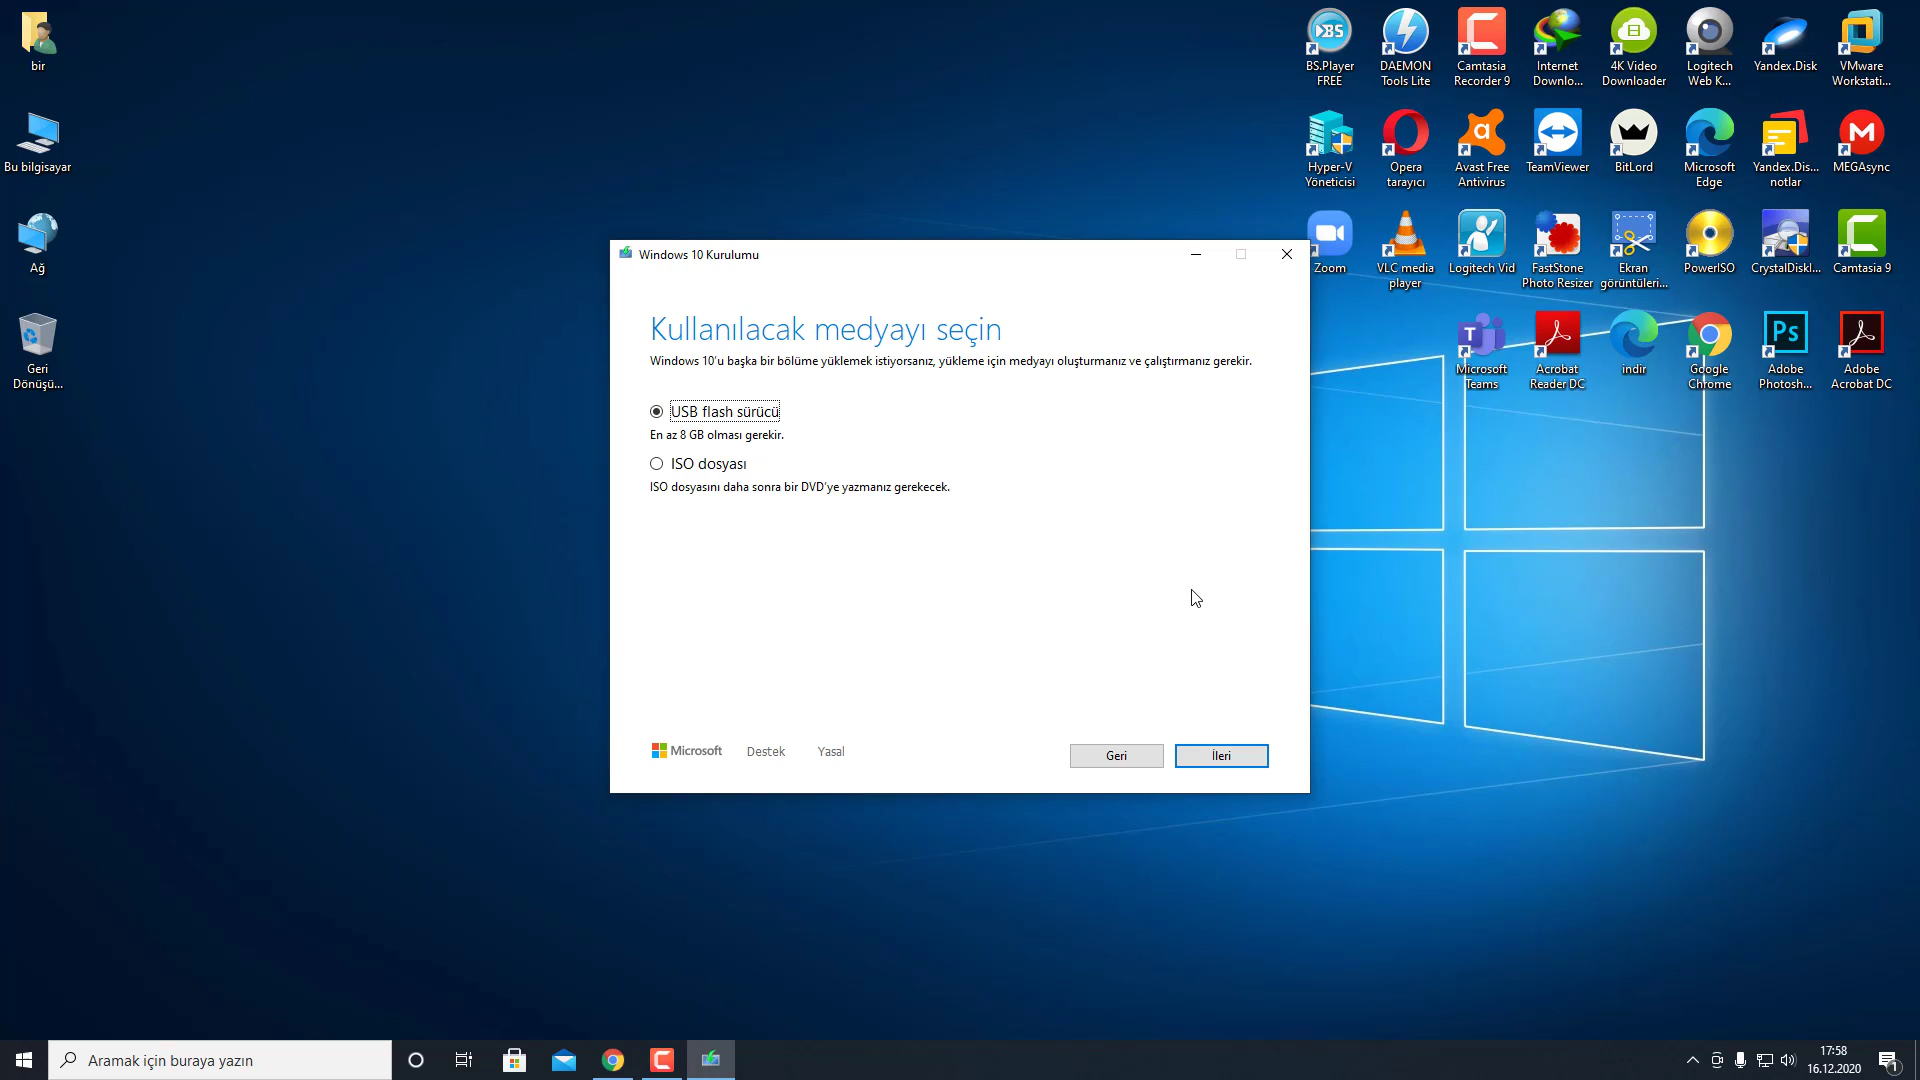 bir
Bu bilgisayar
Ağ
Geri
Dönüşü...
BS.Player
FREE
DAEMON
Tools Lite
Camtasia
Recorder 9
Internet
Downlo...
4K Video
Downloader
Logitech
Web K...
Yandex.Disk
VMware
Workstati...
Hyper-V
Yöneticisi
Opera
tarayıcı
Avast Free
Antivirus
TeamViewer
BitLord
Microsoft
Edge
Yandex.Dis...
notlar
MEGAsync
Zoom
VLC media
player
Logitech Vid
FastStone
Photo Resizer
Ekran
görüntüleri...
PowerISO
CrystalDiskI...
Camtasia 9
Microsoft
Teams
Acrobat
Reader DC
indir
Google
Chrome
Adobe
Photosh...
Adobe
Acrobat DC
Windows 10 Kurulumu
Kullanılacak medyayı seçin
Windows 10'u başka bir bölüme yüklemek istiyorsanız, yükleme için medyayı oluşturmanız ve çalıştırmanız gerekir.
USB flash sürücü
En az 8 GB olması gerekir.
ISO dosyası
ISO dosyasını daha sonra bir DVD'ye yazmanız gerekecek.
Microsoft Destek Yasal
Geri İleri
Aramak için buraya yazın
17:58
16.12.2020
1